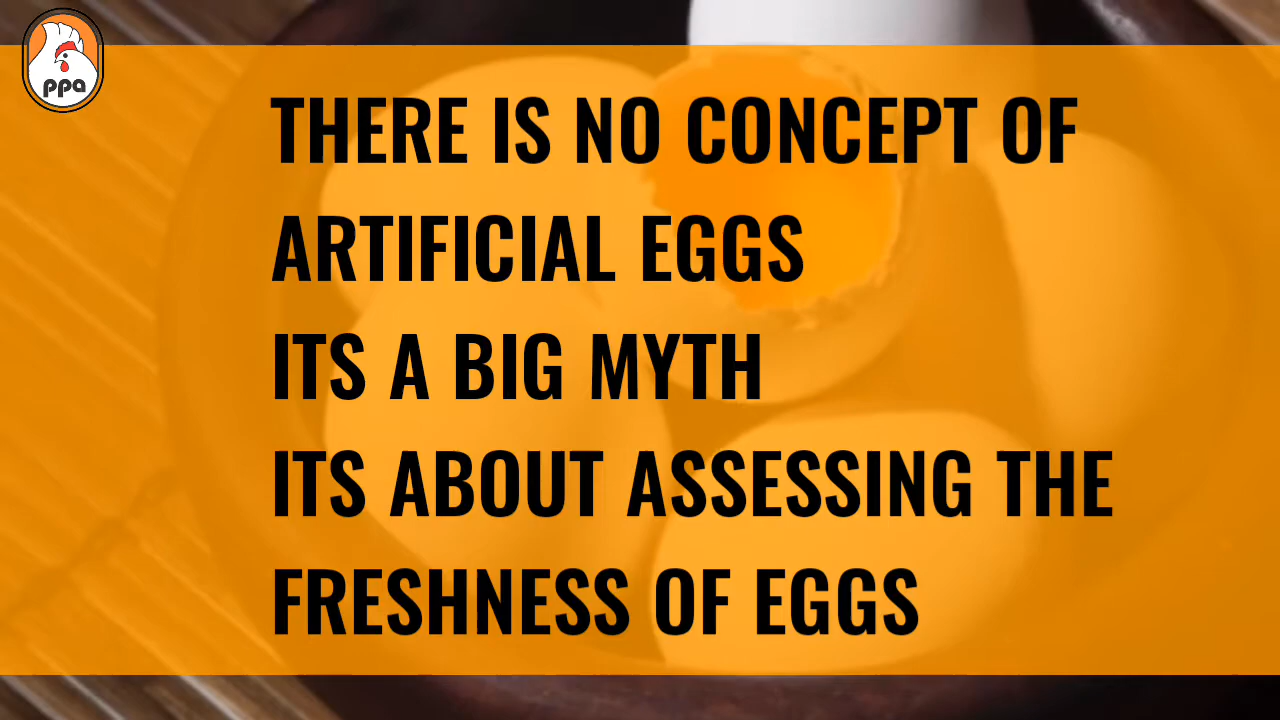 ppa
THERE IS NO CONCEPT OF
ARTIFICIAL EGGS
ITS A BIG MYTH
ITS ABOUT ASSESSING THE
FRESHNESS OF EGGS